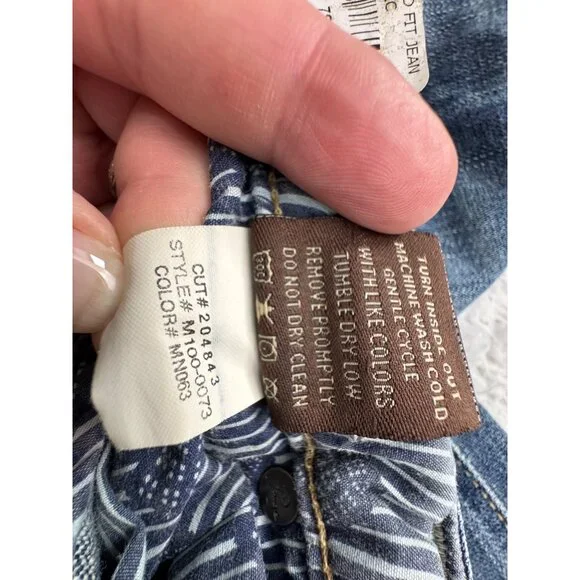 CUT# 204843
STYLE# M100-0073
COLOR# MN063
TURN INSIDE OUT
MACHINE WASH COLD
GENTLE CYCLE
WITH LIKE COLORS
TUMBLE DRY LOW
REMOVE PROMPTLY
DO NOT DRY CLEAN
FIT JEAN